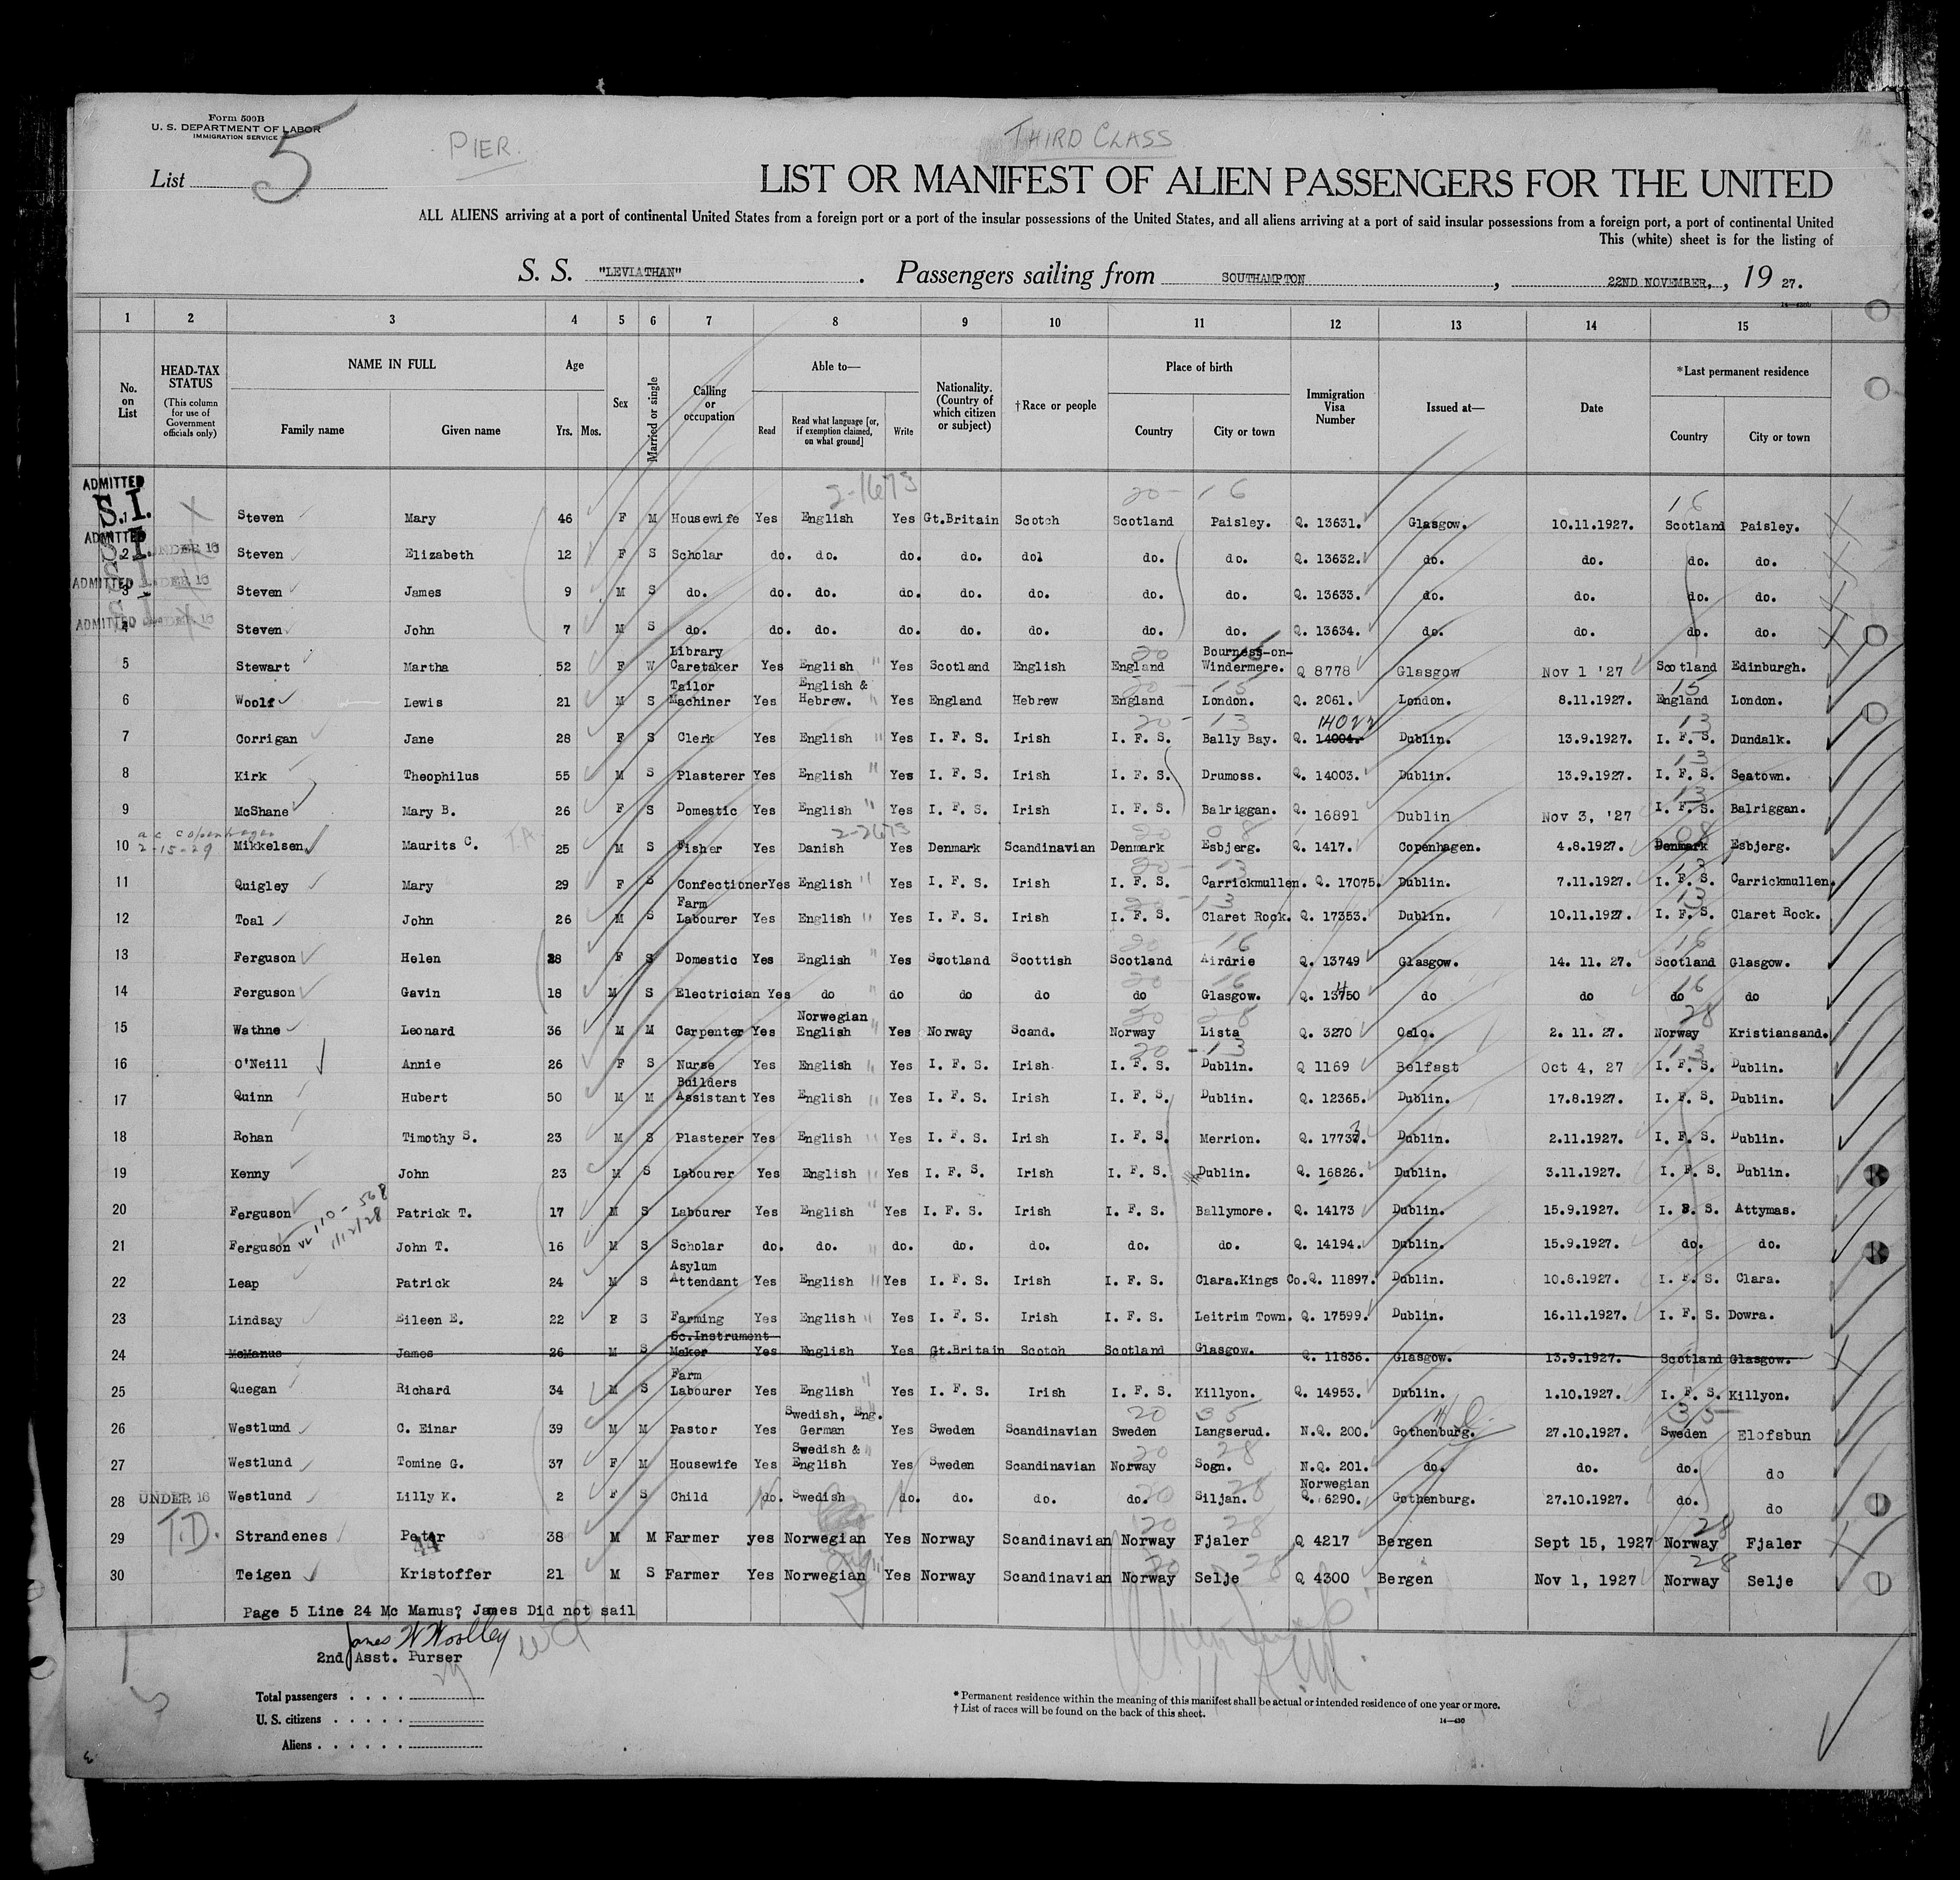 Form 500B
U. S. DEPARTMENT OF LABOR
IMMIGRATION SERVICE
List 5
PIER.
THIRD CLASS
LIST OR MANIFEST OF ALIEN PASSENGERS FOR THE UNITED
ALL ALIENS arriving at a port of continental United States from a foreign port or a port of the insular possessions of the United States, and all aliens arriving at a port of said insular possessions from a foreign port, a port of continental United
This (white) sheet is for the listing of
S. S. "LEVIATHAN" . Passengers sailing from SOUTHAMPTON , 22ND NOVEMBER, , 19 27.
1 2 3 4 5 6 7 8 9 10 11 12 13 14 15
No. on List
HEAD-TAX STATUS
(This column for use of Government officials only)
NAME IN FULL
Family name Given name
Age
Yrs. Mos.
Sex
Married or single
Calling or occupation
Able to—
Read Read what language [or, if exemption claimed, on what ground] Write
Nationality. (Country of which citizen or subject)
†Race or people
Place of birth
Country City or town
Immigration Visa Number
Issued at—
Date
*Last permanent residence
Country City or town
2-1673 20 - 16 16
ADMITTED S.I. X Steven Mary 46 F M Housewife Yes English Yes Gt.Britain Scotch Scotland Paisley. Q. 13631. Glasgow. 10.11.1927. Scotland Paisley.
ADMITTED S.I. 2 UNDER 16 Steven Elizabeth 12 F S Scholar do. do. do. do. dol do. do. Q. 13632. do. do. do. do.
ADMITTED 3 UNDER 16 Steven James 9 M S do. do. do. do. do. do. do. do. Q. 13633. do. do. do. do.
ADMITTED 4 UNDER 16 Steven John 7 M S do. do. do. do. do. do. do. do. Q. 13634. do. do. do. do.
5 Stewart Martha 52 F W Library Caretaker Yes English " Yes Scotland English England Bourness-on-Windermere. Q 8778 Glasgow Nov 1 '27 Scotland Edinburgh.
6 Woolf Lewis 21 M S Tailor Machiner Yes English & Hebrew. " Yes England Hebrew England London. Q. 2061. London. 8.11.1927. England London.
7 Corrigan Jane 28 F S Clerk Yes English " Yes I. F. S. Irish I. F. S. Bally Bay. Q. 14004. Dublin. 13.9.1927. I. F. S. Dundalk.
8 Kirk Theophilus 55 M S Plasterer Yes English " Yes I. F. S. Irish I. F. S. Drumoss. Q. 14003. Dublin. 13.9.1927. I. F. S. Seatown.
9 McShane Mary B. 26 F S Domestic Yes English " Yes I. F. S. Irish I. F. S. Balriggan. Q. 16891 Dublin Nov 3, '27 I. F. S. Balriggan.
a.c. Copenhagen
2-15-29
2-2673
10 Mikkelsen Maurits C. 25 M S Fisher Yes Danish Yes Denmark Scandinavian Denmark Esbjerg. Q. 1417. Copenhagen. 4.8.1927. Denmark Esbjerg.
11 Quigley Mary 29 F S Confectioner Yes English " Yes I. F. S. Irish I. F. S. Carrickmullen. Q. 17075. Dublin. 7.11.1927. I. F. S. Carrickmullen.
12 Toal John 26 M S Farm Labourer Yes English " Yes I. F. S. Irish I. F. S. Claret Rock. Q. 17353. Dublin. 10.11.1927. I. F. S. Claret Rock.
13 Ferguson Helen 28 F S Domestic Yes English " Yes Scotland Scottish Scotland Airdrie Q. 13749 Glasgow. 14. 11. 27. Scotland Glasgow.
14 Ferguson Gavin 18 M S Electrician Yes do " do do do do Glasgow. Q. 13750 do do do do
15 Wathne Leonard 36 M M Carpenter Yes Norwegian English " Yes Norway Scand. Norway Lista Q. 3270 Oslo. 2. 11. 27. Norway Kristiansand.
16 O'Neill Annie 26 F S Nurse Yes English " Yes I. F. S. Irish I. F. S. Dublin. Q 1169 Belfast Oct 4, 27 I. F. S. Dublin.
17 Quinn Hubert 50 M M Builders Assistant Yes English " Yes I. F. S. Irish I. F. S. Dublin. Q. 12365. Dublin. 17.8.1927. I. F. S. Dublin.
18 Rohan Timothy S. 23 M S Plasterer Yes English " Yes I. F. S. Irish I. F. S. Merrion. Q. 17733. Dublin. 2.11.1927. I. F. S. Dublin.
19 Kenny John 23 M S Labourer Yes English " Yes I. F. S. Irish I. F. S. Dublin. Q. 16826. Dublin. 3.11.1927. I. F. S. Dublin.
20 Ferguson Patrick T. 17 M S Labourer Yes English " Yes I. F. S. Irish I. F. S. Ballymore. Q. 14173 Dublin. 15.9.1927. I. F. S. Attymas.
21 Ferguson John T. 16 M S Scholar do. do. " do. do. do. do. do. Q. 14194. Dublin. 15.9.1927. do. do.
22 Leap Patrick 24 M S Asylum Attendant Yes English " Yes I. F. S. Irish I. F. S. Clara.Kings Co. Q. 11897. Dublin. 10.8.1927. I. F. S. Clara.
23 Lindsay Eileen E. 22 F S Farming Yes English " Yes I. F. S. Irish I. F. S. Leitrim Town. Q. 17599. Dublin. 16.11.1927. I. F. S. Dowra.
24 McManus James 26 M S Sc.Instrument Maker Yes English Yes Gt.Britain Scotch Scotland Glasgow. Q. 11836. Glasgow. 13.9.1927. Scotland Glasgow.
25 Quegan Richard 34 M S Farm Labourer Yes English " Yes I. F. S. Irish I. F. S. Killyon. Q. 14953. Dublin. 1.10.1927. I. F. S. Killyon.
26 Westlund C. Einar 39 M M Pastor Yes Swedish, Eng. German Yes Sweden Scandinavian Sweden Langserud. N.Q. 200. Gothenburg. 27.10.1927. Sweden Elofsbun
27 Westlund Tomine G. 37 F M Housewife Yes Swedish & English Yes Sweden Scandinavian Norway Sogn. N.Q. 201. do. do. do. do
28 UNDER 16 Westlund Lilly K. 2 F S Child do. Swedish do. do. do. do. Siljan. Norwegian Q. 6290. Gothenburg. 27.10.1927. do. do
29 T.D. Strandenes Peter 38 M M Farmer yes Norwegian Yes Norway Scandinavian Norway Fjaler Q 4217 Bergen Sept 15, 1927 Norway Fjaler
30 Teigen Kristoffer 21 M S Farmer Yes Norwegian Yes Norway Scandinavian Norway Selje Q 4300 Bergen Nov 1, 1927 Norway Selje
Page 5 Line 24 Mc Manus? James Did not sail
James W Woolley
2nd Asst. Purser
Total passengers . . . .
U. S. citizens . . . . .
Aliens . . . . . .
* Permanent residence within the meaning of this manifest shall be actual or intended residence of one year or more.
† List of races will be found on the back of this sheet.
14—430